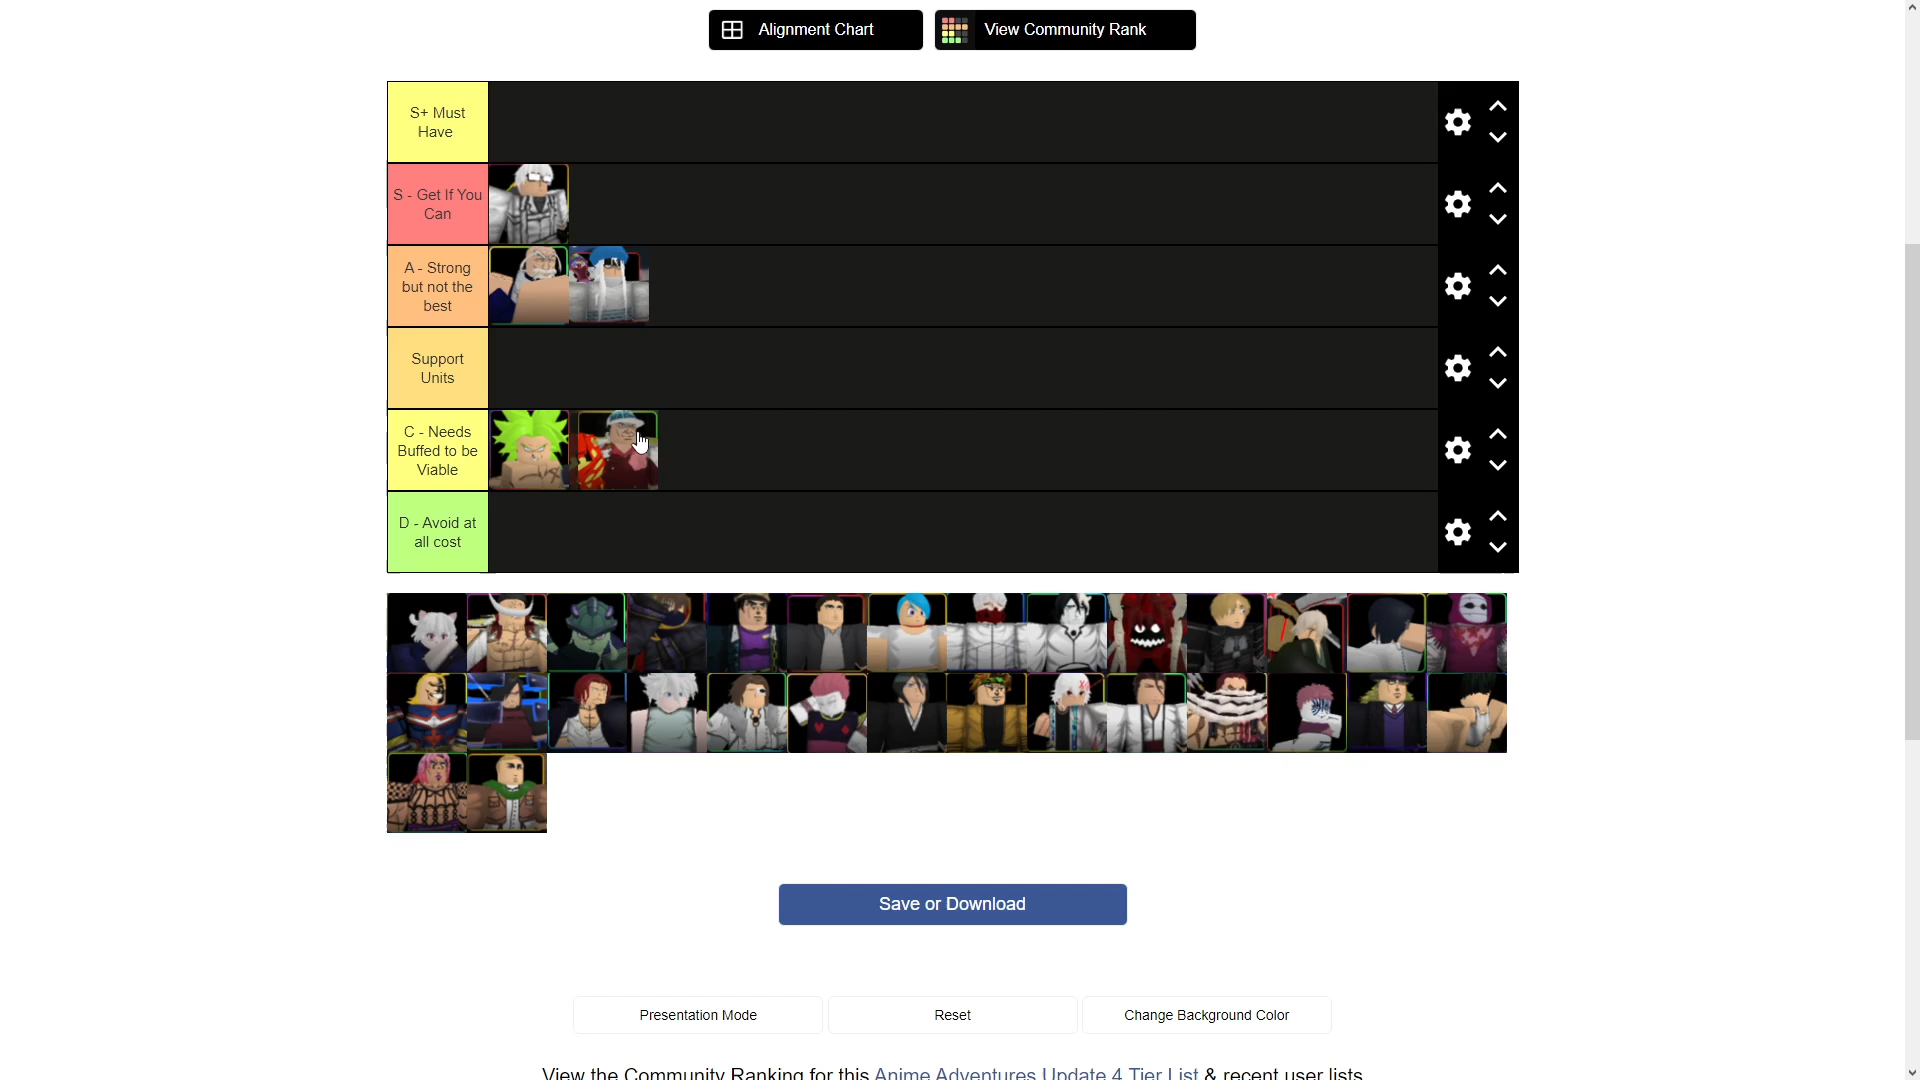 Alignment Chart
View Community Rank
S+ Must
Have
S - Get If You
Can
A - Strong
but not the
best
Support
Units
C - Needs
Buffed to be
Viable
D - Avoid at
all cost
Save or Download
Presentation Mode
Reset
Change Background Color
View the Community Ranking for this Anime Adventures Update 4 Tier List & recent user lists